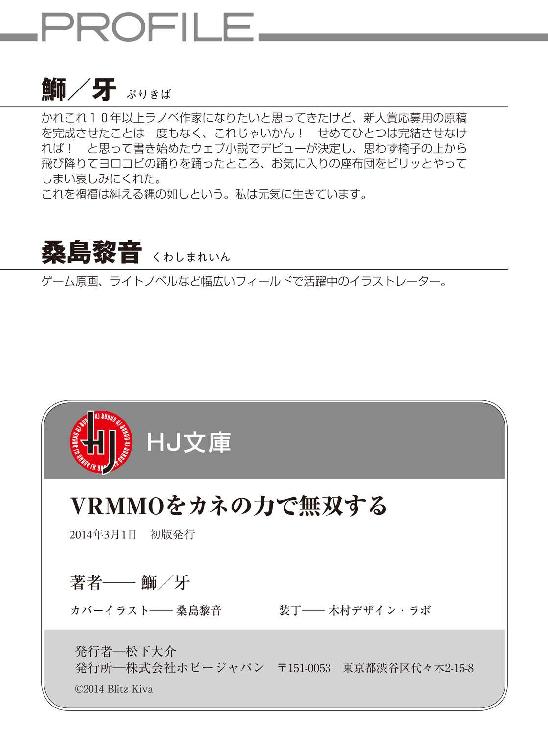 PROFILE
鰤／牙 ぶりきば
かれこれ１０年以上ラノベ作家になりたいと思ってきたけど、新人賞応募用の原稿
を完成させたことは一度もなく、これじゃいかん！　せめてひとつは完結させなけ
れば！　と思って書き始めたウェブ小説でデビューが決定し、思わず椅子の上から
飛び降りてヨロコビの踊りを踊ったところ、お気に入りの座布団をビリッとやって
しまい哀しみにくれた。
これを禍福は糾える縄の如しという。私は元気に生きています。
桑島黎音 くわしまれいん
ゲーム原画、ライトノベルなど幅広いフィールドで活躍中のイラストレーター。
HJ
HJ文庫
VRMMOをカネの力で無双する
2014年3月1日　初版発行
著者── 鰤／牙
カバーイラスト── 桑島黎音　装丁── 木村デザイン・ラボ
発行者─松下大介
発行所─株式会社ホビージャパン　〒151-0053　東京都渋谷区代々木2-15-8
©2014 Blitz Kiva